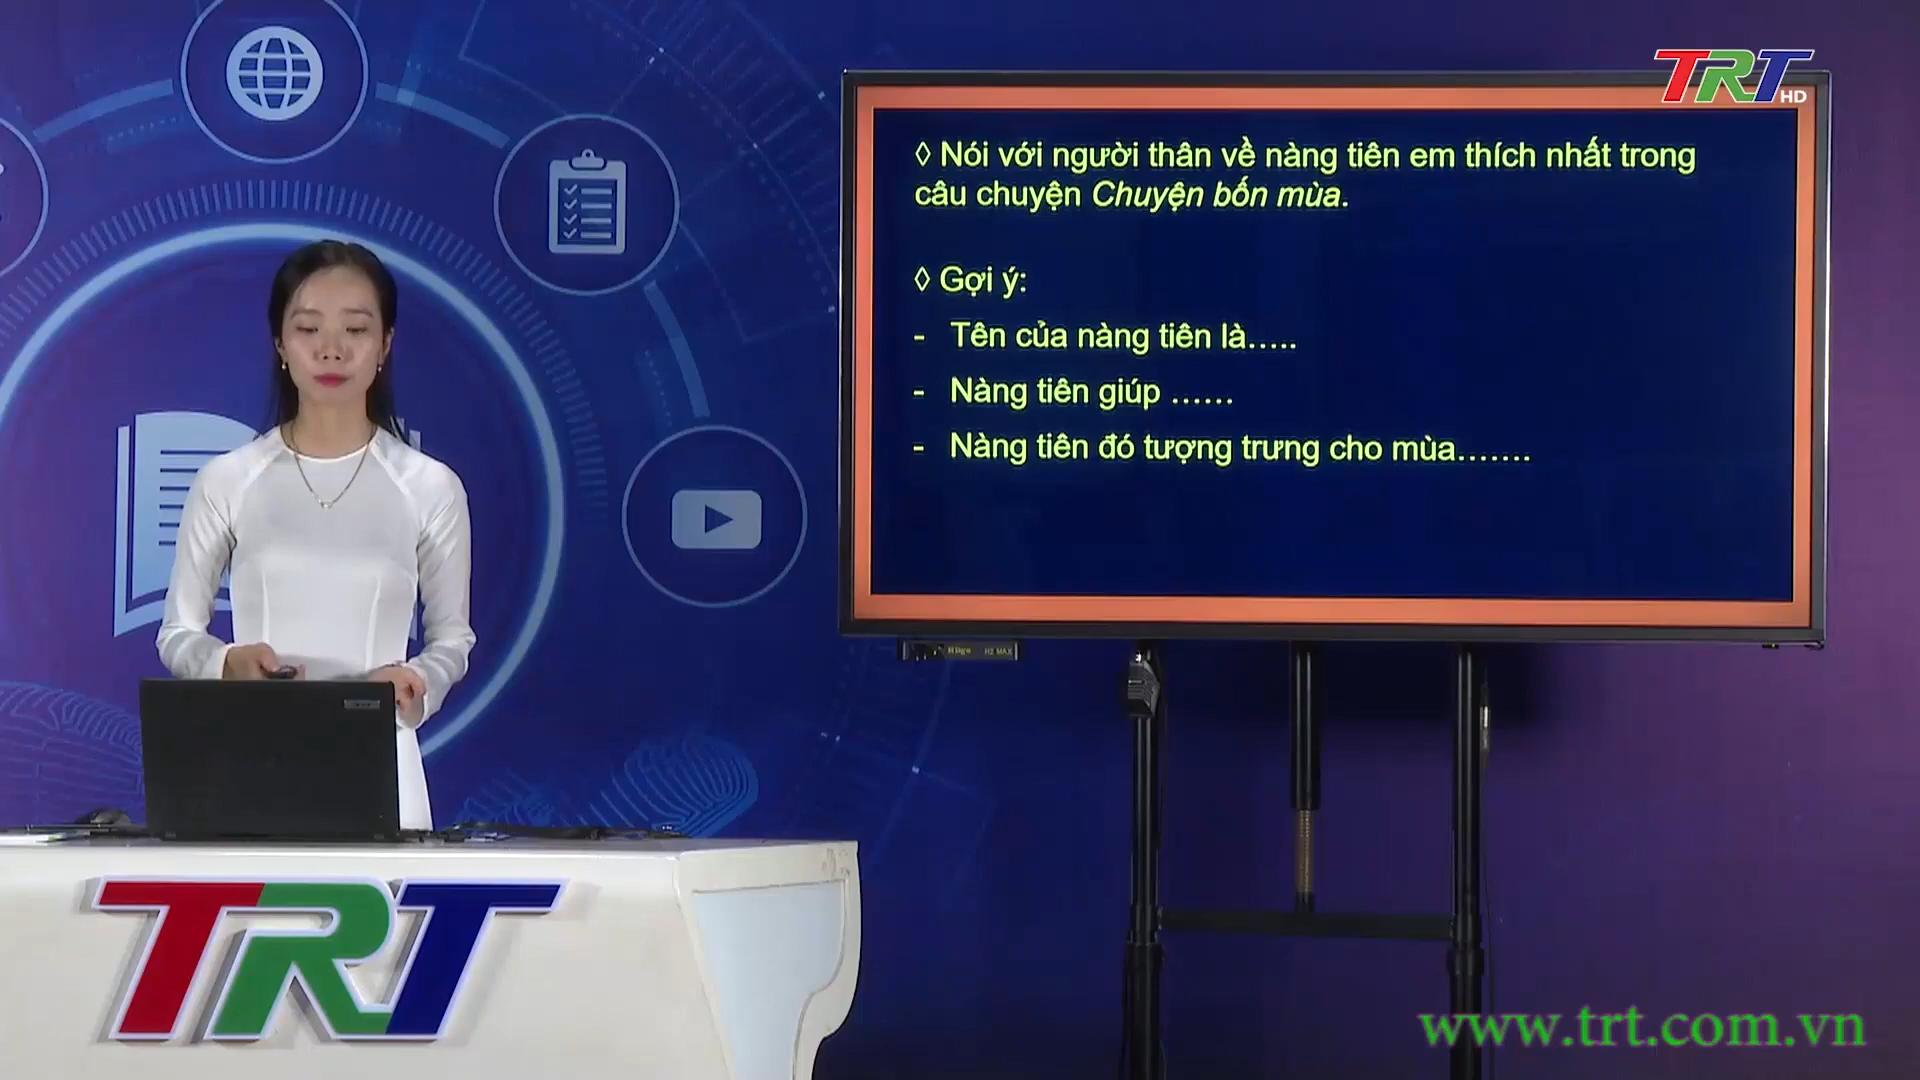 TRT HD
◊ Nói với người thân về nàng tiên em thích nhất trong
câu chuyện Chuyện bốn mùa.
◊ Gợi ý:
- Tên của nàng tiên là.....
- Nàng tiên giúp ......
- Nàng tiên đó tượng trưng cho mùa.......
H2 MAX
TRT
www.trt.com.vn